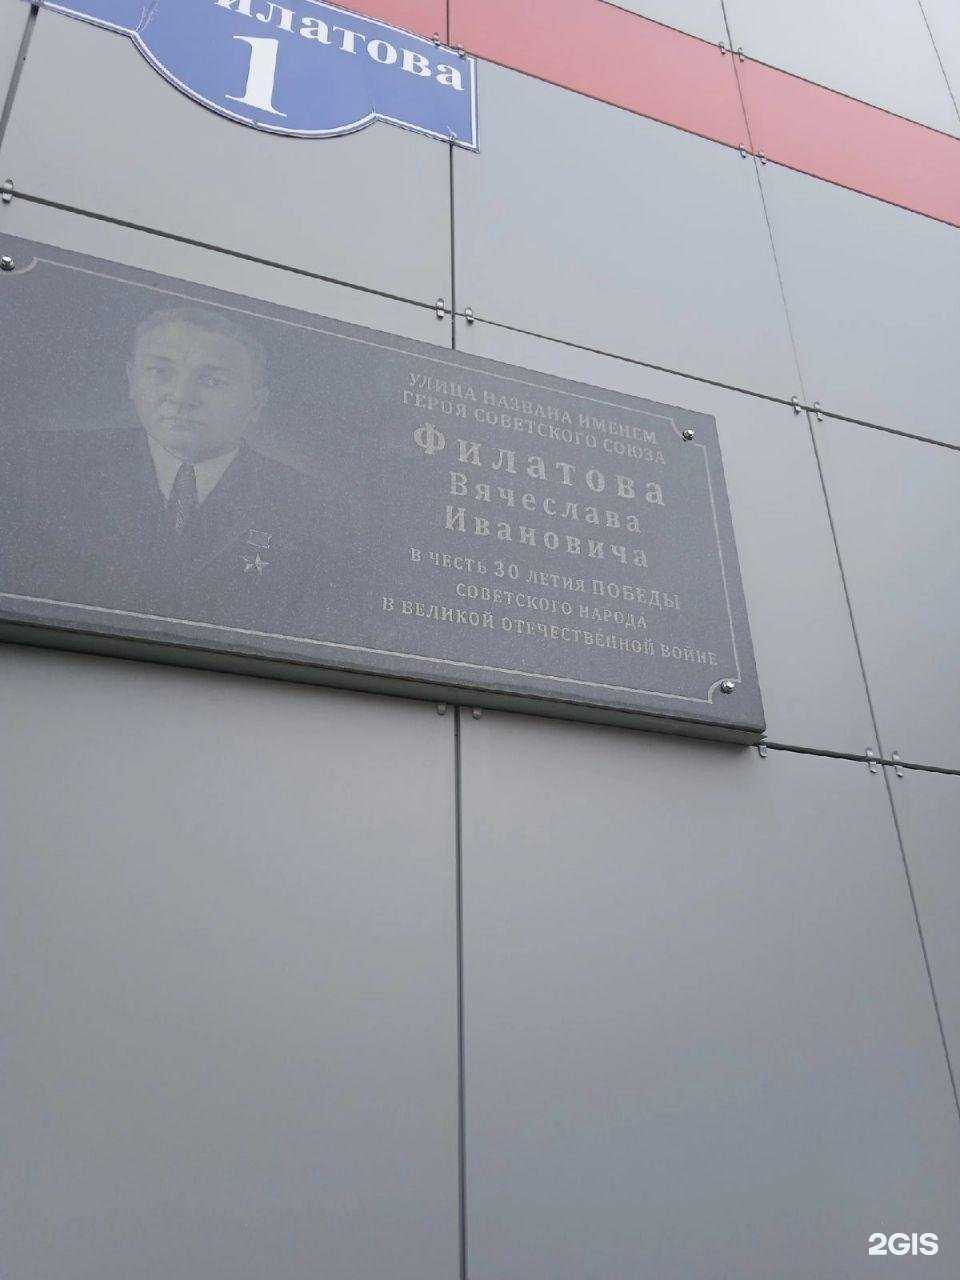 илатова
1
УЛИЦА НАЗВАНА ИМЕНЕМ
ГЕРОЯ СОВЕТСКОГО СОЮЗА
ФИЛАТОВА
Вячеслава
Ивановича
В ЧЕСТЬ 30 ЛЕТИЯ ПОБЕДЫ
СОВЕТСКОГО НАРОДА
В ВЕЛИКОЙ ОТЕЧЕСТВЕННОЙ ВОЙНЕ
2GIS